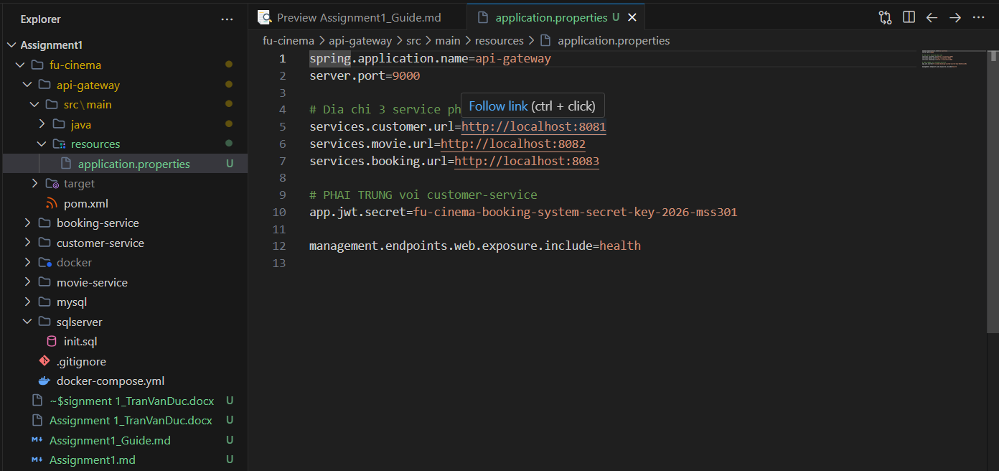 Explorer
Assignment1
fu-cinema
api-gateway
src\main
java
resources
application.properties U
target
pom.xml
booking-service
customer-service
docker
movie-service
mysql
sqlserver
init.sql
.gitignore
docker-compose.yml
~$signment 1_TranVanDuc.docx U
Assignment 1_TranVanDuc.docx U
Assignment1_Guide.md U
Assignment1.md U
Preview Assignment1_Guide.md
application.properties U
fu-cinema > api-gateway > src > main > resources > application.properties
1 spring.application.name=api-gateway
2 server.port=9000
3
4 # Dia chi 3 service ph
Follow link (ctrl + click)
5 services.customer.url=http://localhost:8081
6 services.movie.url=http://localhost:8082
7 services.booking.url=http://localhost:8083
8
9 # PHAI TRUNG voi customer-service
10 app.jwt.secret=fu-cinema-booking-system-secret-key-2026-mss301
11
12 management.endpoints.web.exposure.include=health
13